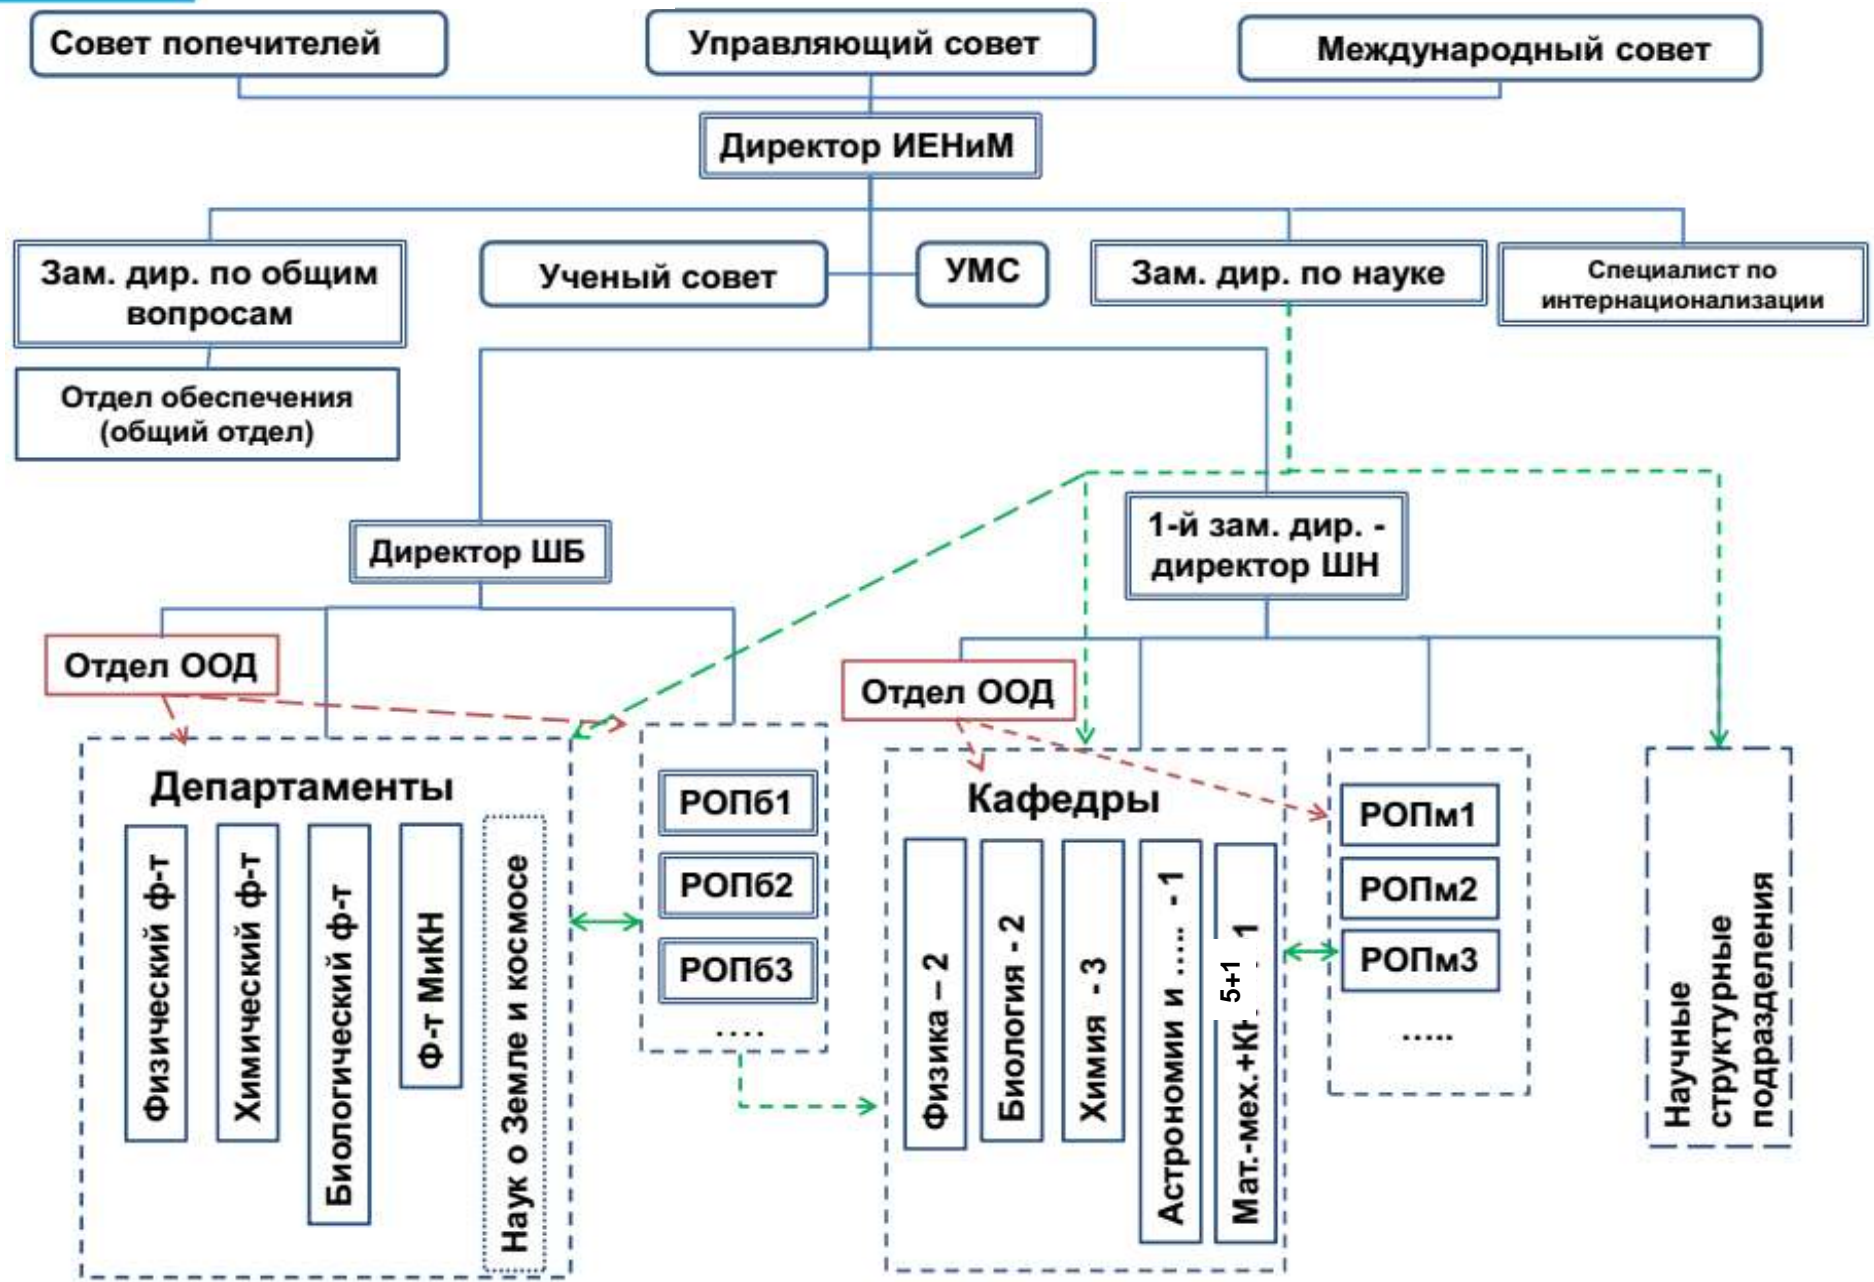 Совет попечителей
Управляющий совет
Международный совет
Директор ИЕНиМ
Зам. дир. по общим
вопросам
Ученый совет
УМС
Зам. дир. по науке
Специалист по
интернационализации
Отдел обеспечения
(общий отдел)
Директор ШБ
1-й зам. дир. -
директор ШН
Отдел ООД
Отдел ООД
Департаменты
Физический ф-т
Химический ф-т
Биологический ф-т
Ф-т МиКН
Наук о Земле и космосе
РОПб1
РОПб2
РОПб3
....
Кафедры
Физика – 2
Биология - 2
Химия - 3
Астрономии и ..... - 1
Мат.-мех.+ 1
5+1
РОПм1
РОПм2
РОПм3
.....
Научные
структурные
подразделения